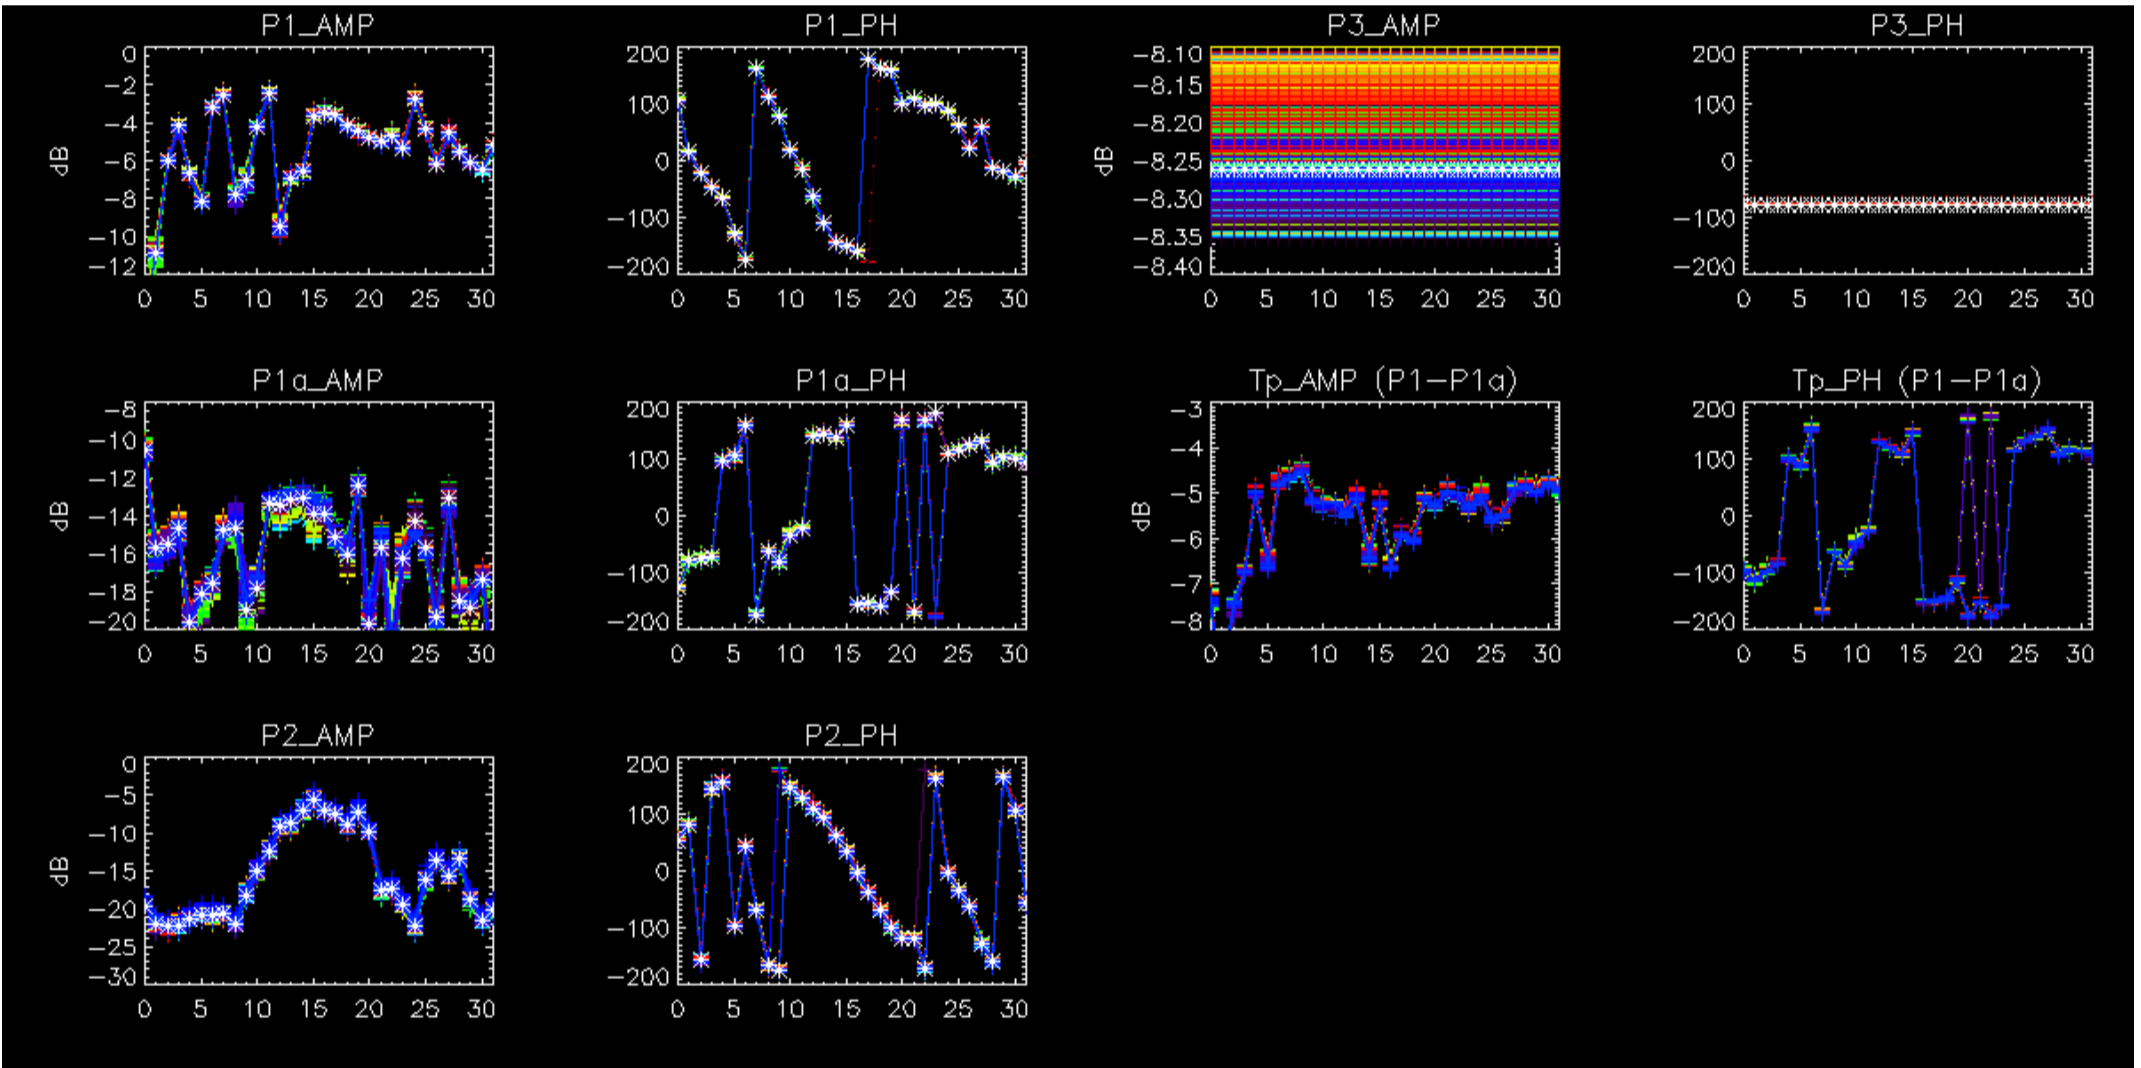 P1_AMP P1_PH P3_AMP P3_PH
dB 0 −2 −4 −6 −8 −10 −12
200 100 0 −100 −200
dB −8.10 −8.15 −8.20 −8.25 −8.30 −8.35 −8.40
200 100 0 −100 −200
0 5 10 15 20 25 30 0 5 10 15 20 25 30 0 5 10 15 20 25 30 0 5 10 15 20 25 30
P1a_AMP P1a_PH Tp_AMP (P1−P1a) Tp_PH (P1−P1a)
dB −8 −10 −12 −14 −16 −18 −20
200 100 0 −100 −200
dB −3 −4 −5 −6 −7 −8
200 100 0 −100 −200
0 5 10 15 20 25 30 0 5 10 15 20 25 30 0 5 10 15 20 25 30 0 5 10 15 20 25 30
P2_AMP P2_PH
dB 0 −5 −10 −15 −20 −25 −30
200 100 0 −100 −200
0 5 10 15 20 25 30 0 5 10 15 20 25 30